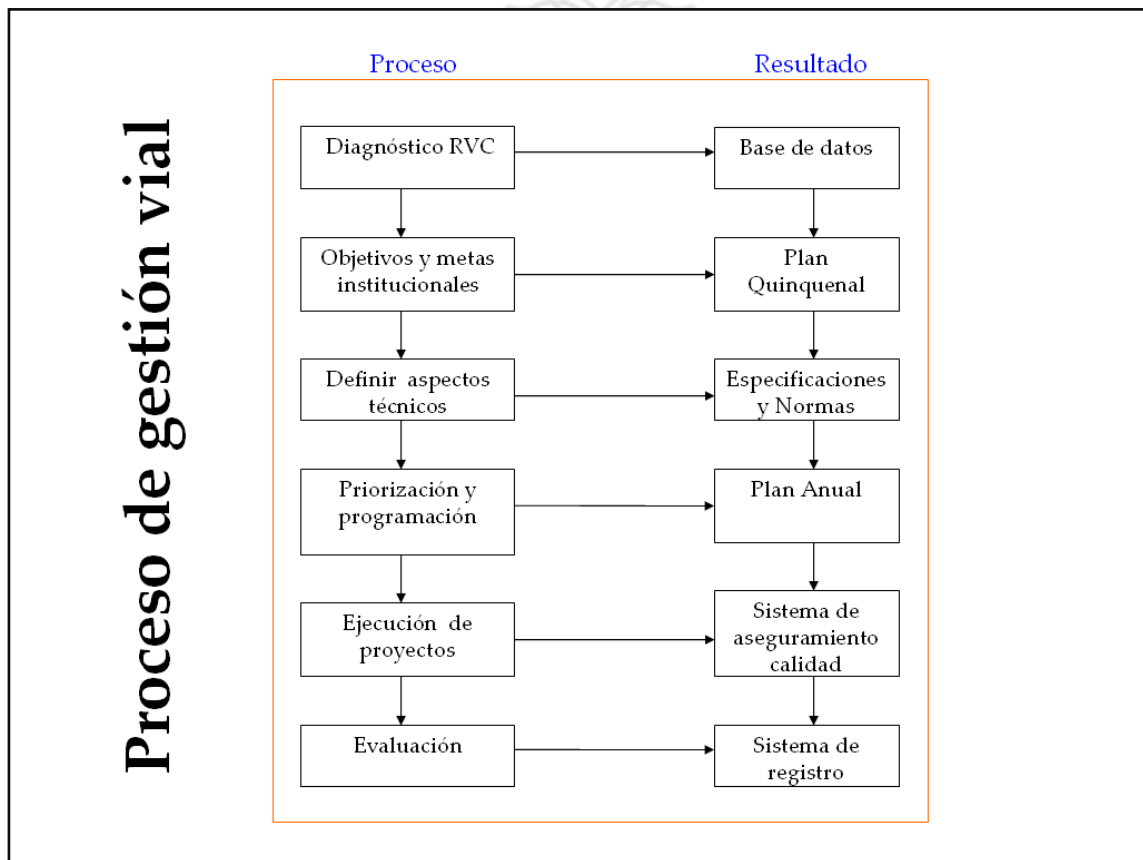 Proceso de gestión vial
Proceso
Resultado
Diagnóstico RVC
Base de datos
Objetivos y metas
institucionales
Plan
Quinquenal
Definir aspectos
técnicos
Especificaciones
y Normas
Priorización y
programación
Plan Anual
Ejecución de
proyectos
Sistema de
aseguramiento
calidad
Evaluación
Sistema de
registro